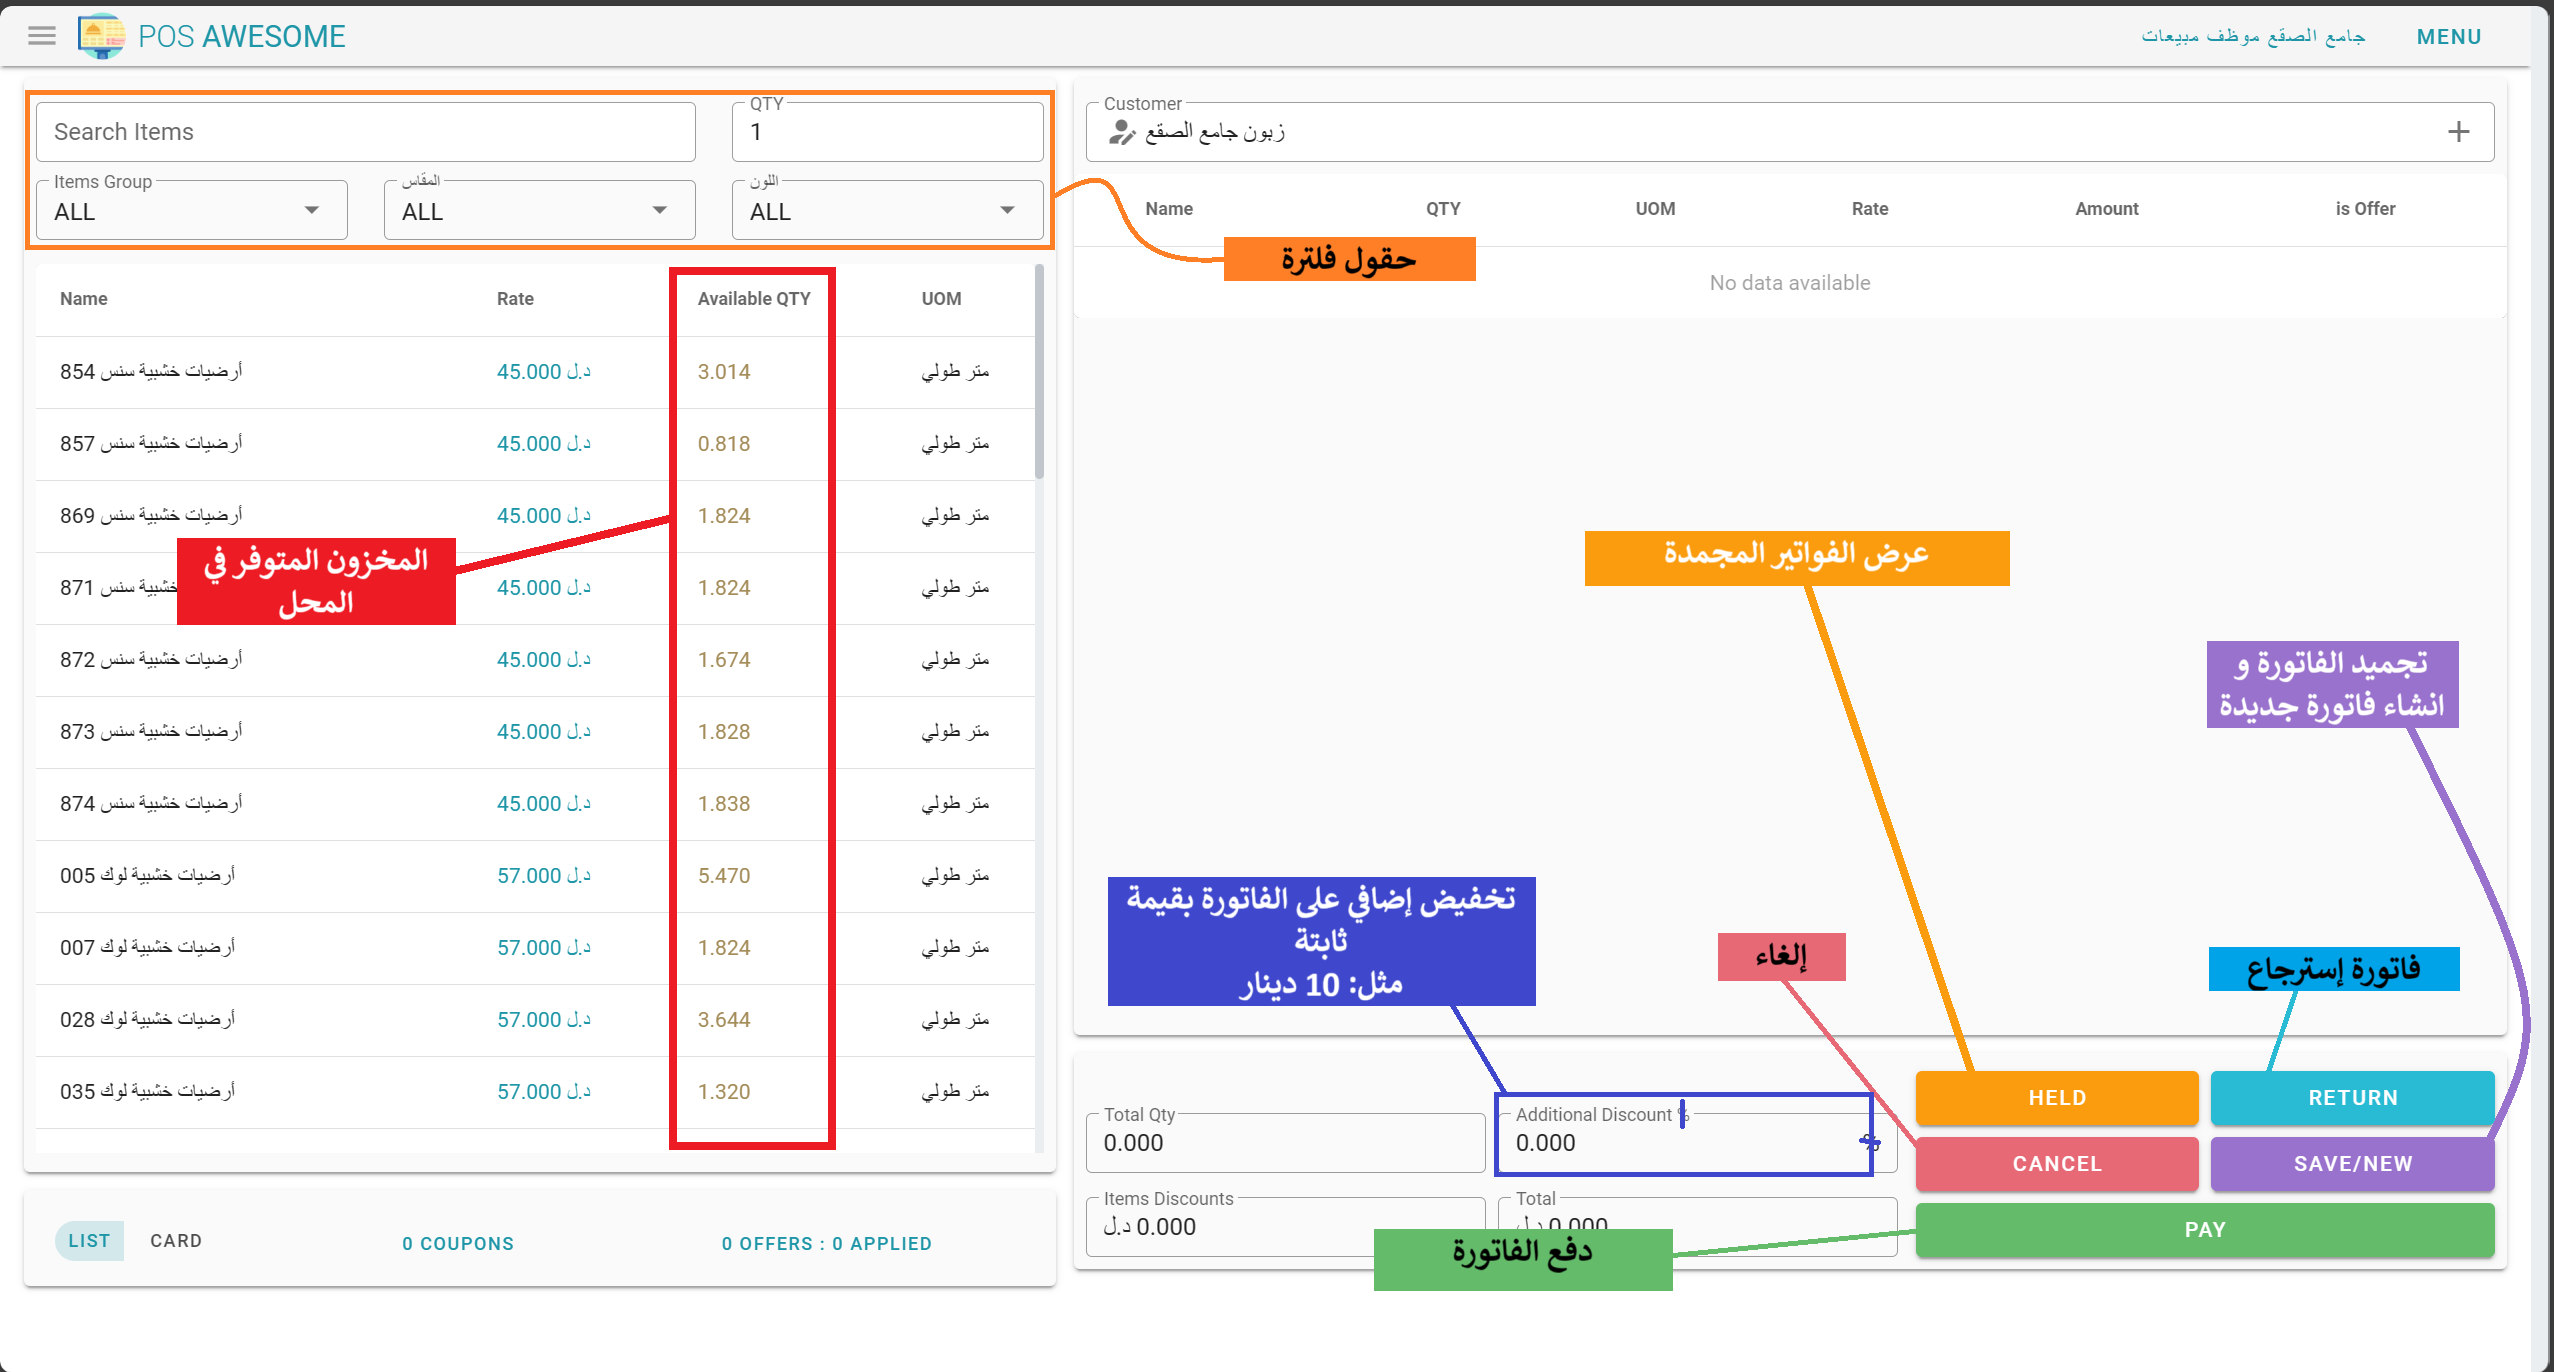 POS AWESOME
جامع الصقع موظف مبيعات
MENU
Search Items
QTY
1
Items Group
ALL
المقاس
ALL
اللون
ALL
Name Rate Available QTY UOM
أرضيات خشبية سنس 854 45.000 د.ل 3.014 متر طولي
أرضيات خشبية سنس 857 45.000 د.ل 0.818 متر طولي
أرضيات خشبية سنس 869 45.000 د.ل 1.824 متر طولي
خشبية سنس 871 45.000 د.ل 1.824 متر طولي
أرضيات خشبية سنس 872 45.000 د.ل 1.674 متر طولي
أرضيات خشبية سنس 873 45.000 د.ل 1.828 متر طولي
أرضيات خشبية سنس 874 45.000 د.ل 1.838 متر طولي
أرضيات خشبية لوك 005 57.000 د.ل 5.470 متر طولي
أرضيات خشبية لوك 007 57.000 د.ل 1.824 متر طولي
أرضيات خشبية لوك 028 57.000 د.ل 3.644 متر طولي
أرضيات خشبية لوك 035 57.000 د.ل 1.320 متر طولي
المخزون المتوفر في
المحل
LIST CARD 0 COUPONS 0 OFFERS : 0 APPLIED
Customer
زبون جامع الصقع
Name QTY UOM Rate Amount is Offer
حقول فلترة
No data available
عرض الفواتير المجمدة
تجميد الفاتورة و
انشاء فاتورة جديدة
تخفيض إضافي على الفاتورة بقيمة
ثابتة
مثل: 10 دينار
إلغاء
فاتورة إسترجاع
Total Qty
0.000
Additional Discount %
0.000 %
Items Discounts
د.ل 0.000
Total
د.ل 0.000
دفع الفاتورة
HELD
RETURN
CANCEL
SAVE/NEW
PAY